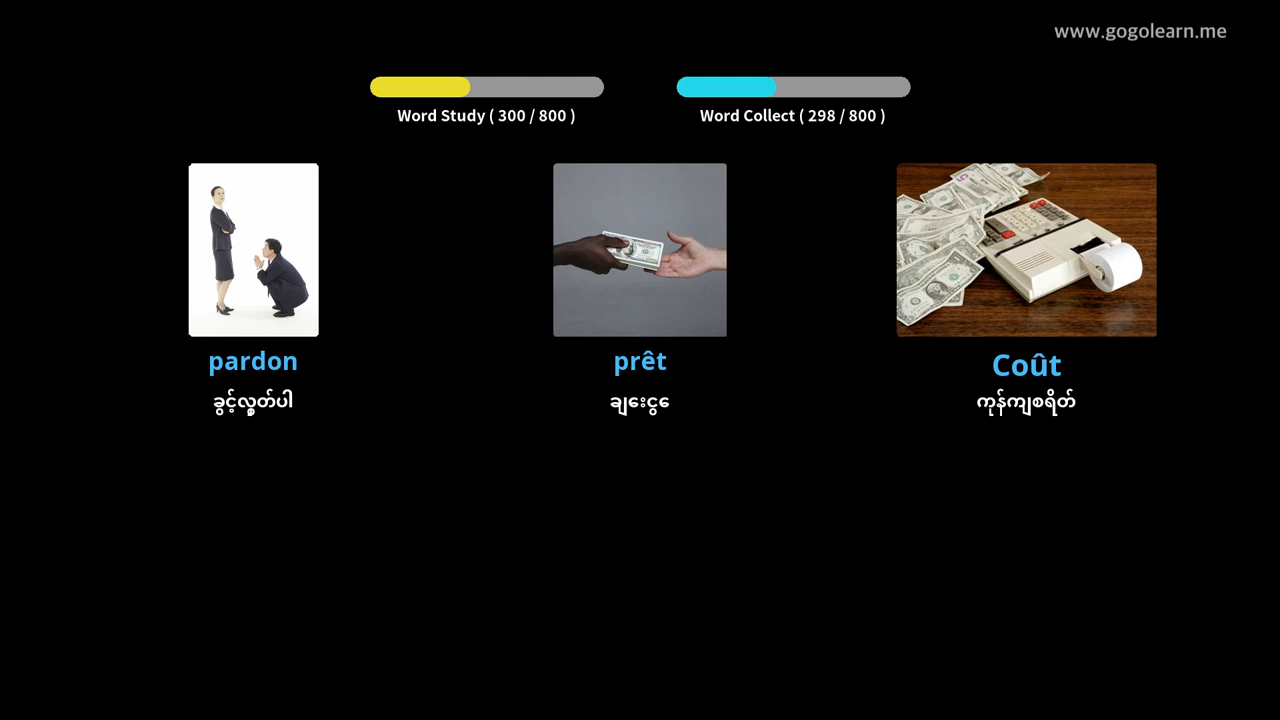 www.gogolearn.me
Word Study ( 300 / 800 )
Word Collect ( 298 / 800 )
pardon
prêt
Coût
ခွင့်လွှတ်ပါ
ချေးငွေ
ကုန်ကျစရိတ်